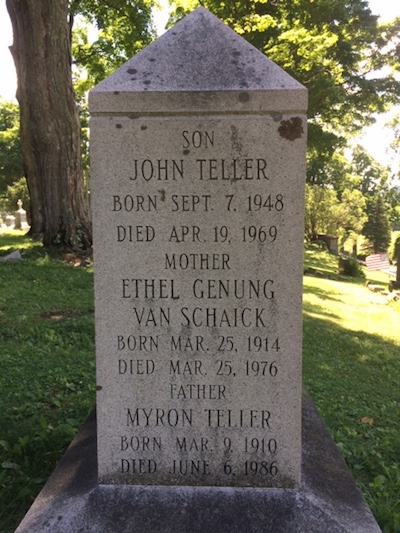 SON
JOHN TELLER
BORN SEPT. 7, 1948
DIED APR. 19, 1969
MOTHER
ETHEL GENUNG
VAN SCHAICK
BORN MAR. 25, 1914
DIED MAR. 25, 1976
FATHER
MYRON TELLER
BORN MAR. 9, 1910
DIED JUNE 6, 1986